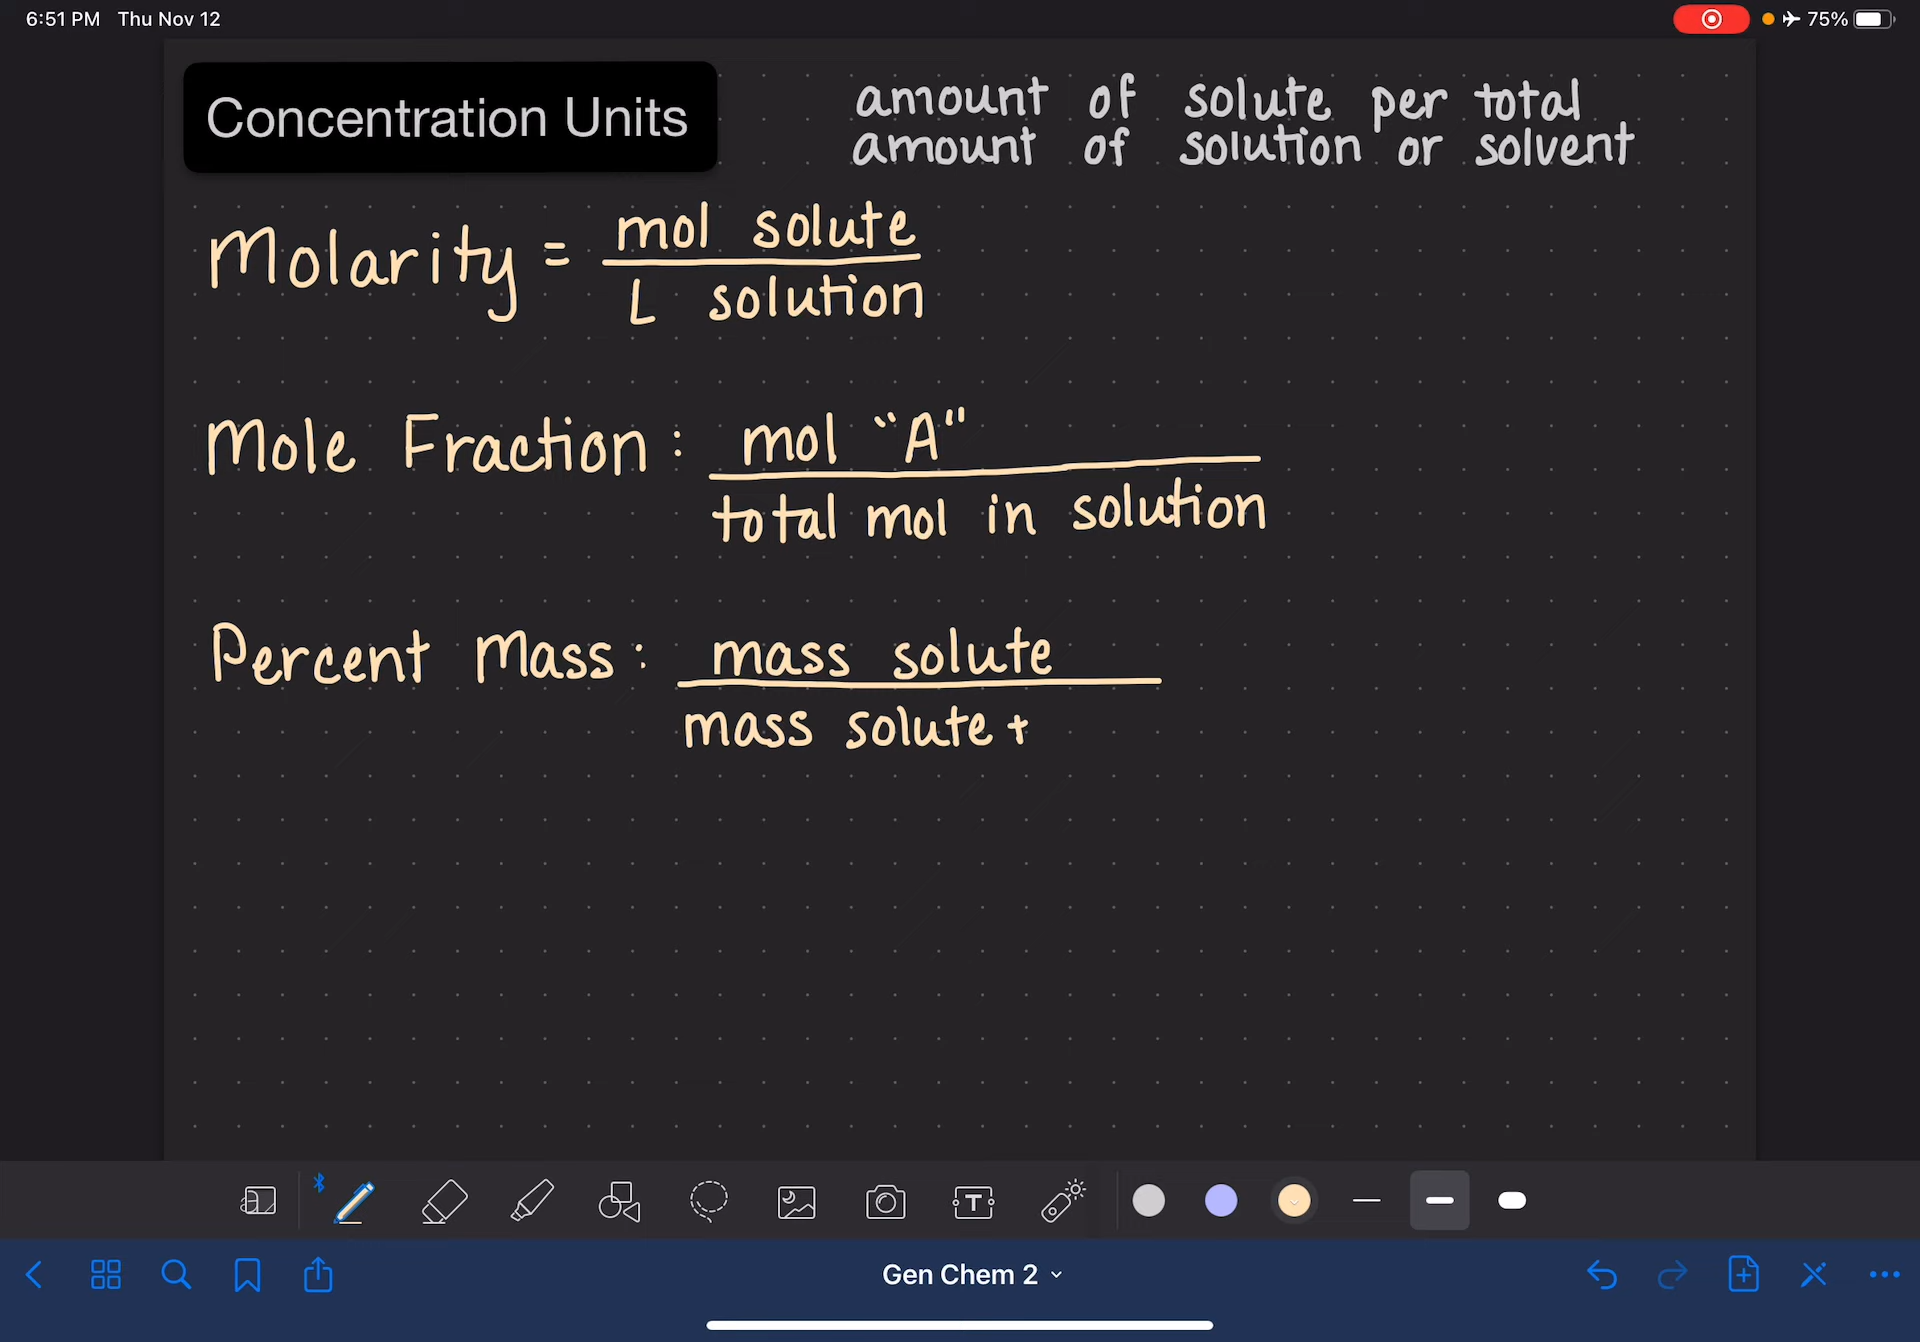 6:51 PM Thu Nov 12
75%
Concentration Units
amount of solute per total
amount of solution or solvent
Molarity = mol solute
L solution
Mole Fraction: mol "A"
total mol in solution
Percent Mass: mass solute
mass solute +
T
Gen Chem 2